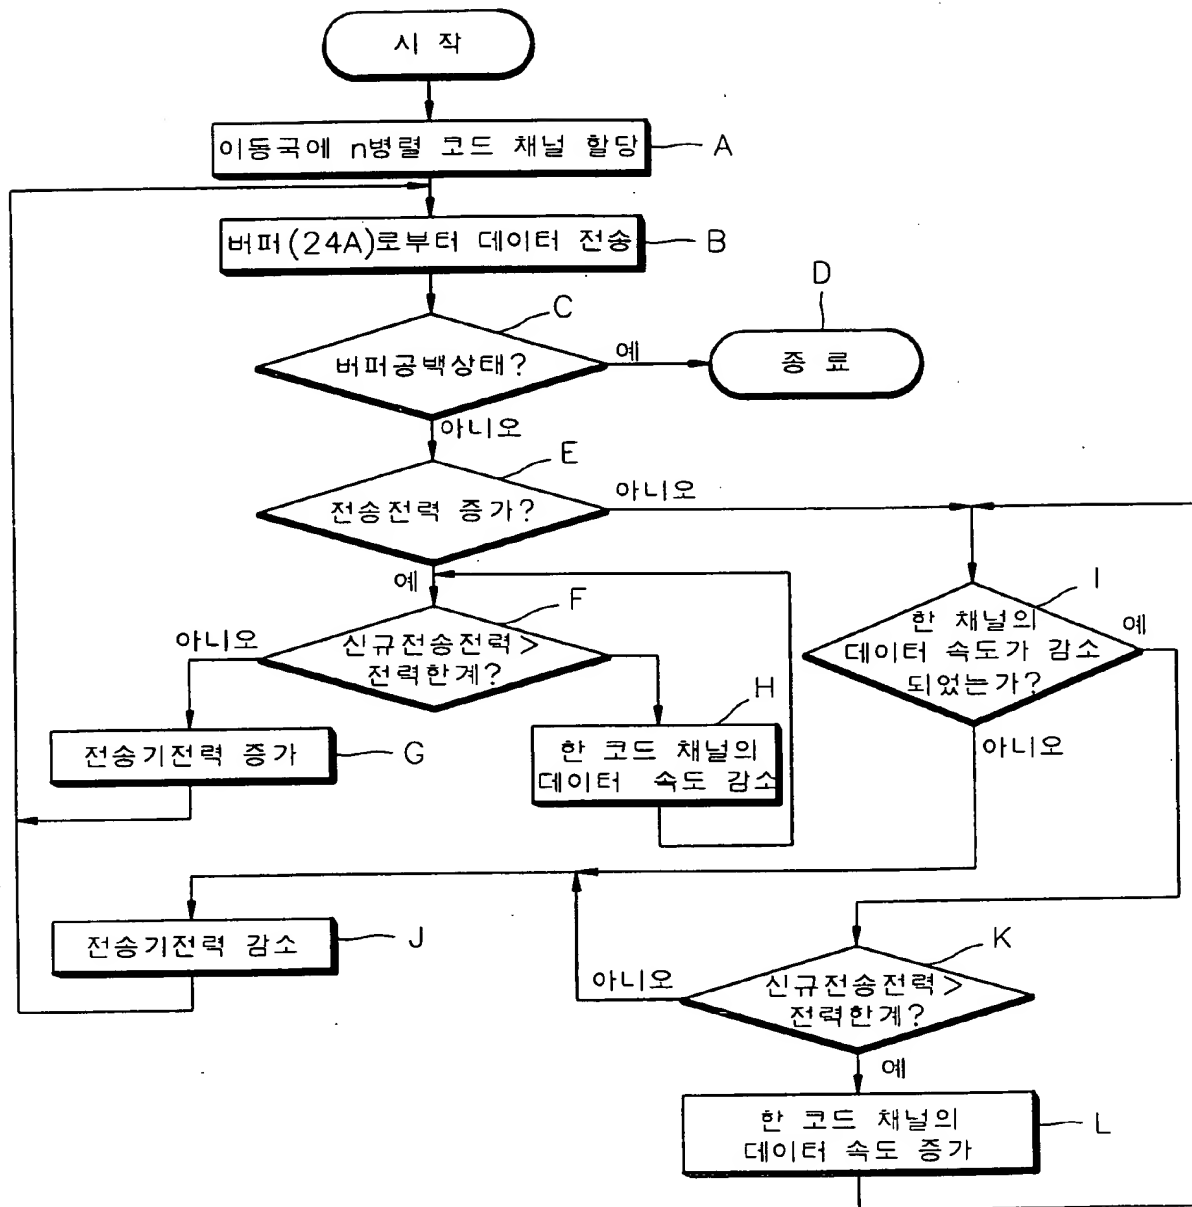 시 작
이동국에 n병렬 코드 채널 할당
A
버퍼(24A)로부터 데이터 전송
B
C
버퍼공백상태?
예
D
종 료
아니오
E
전송전력 증가?
아니오
예
F
신규전송전력>
전력한계?
아니오
G
전송기전력 증가
H
한 코드 채널의
데이터 속도 감소
I
한 채널의
데이터 속도가 감소
되었는가?
예
아니오
전송기전력 감소
J
K
신규전송전력>
전력한계?
아니오
예
한 코드 채널의
데이터 속도 증가
L